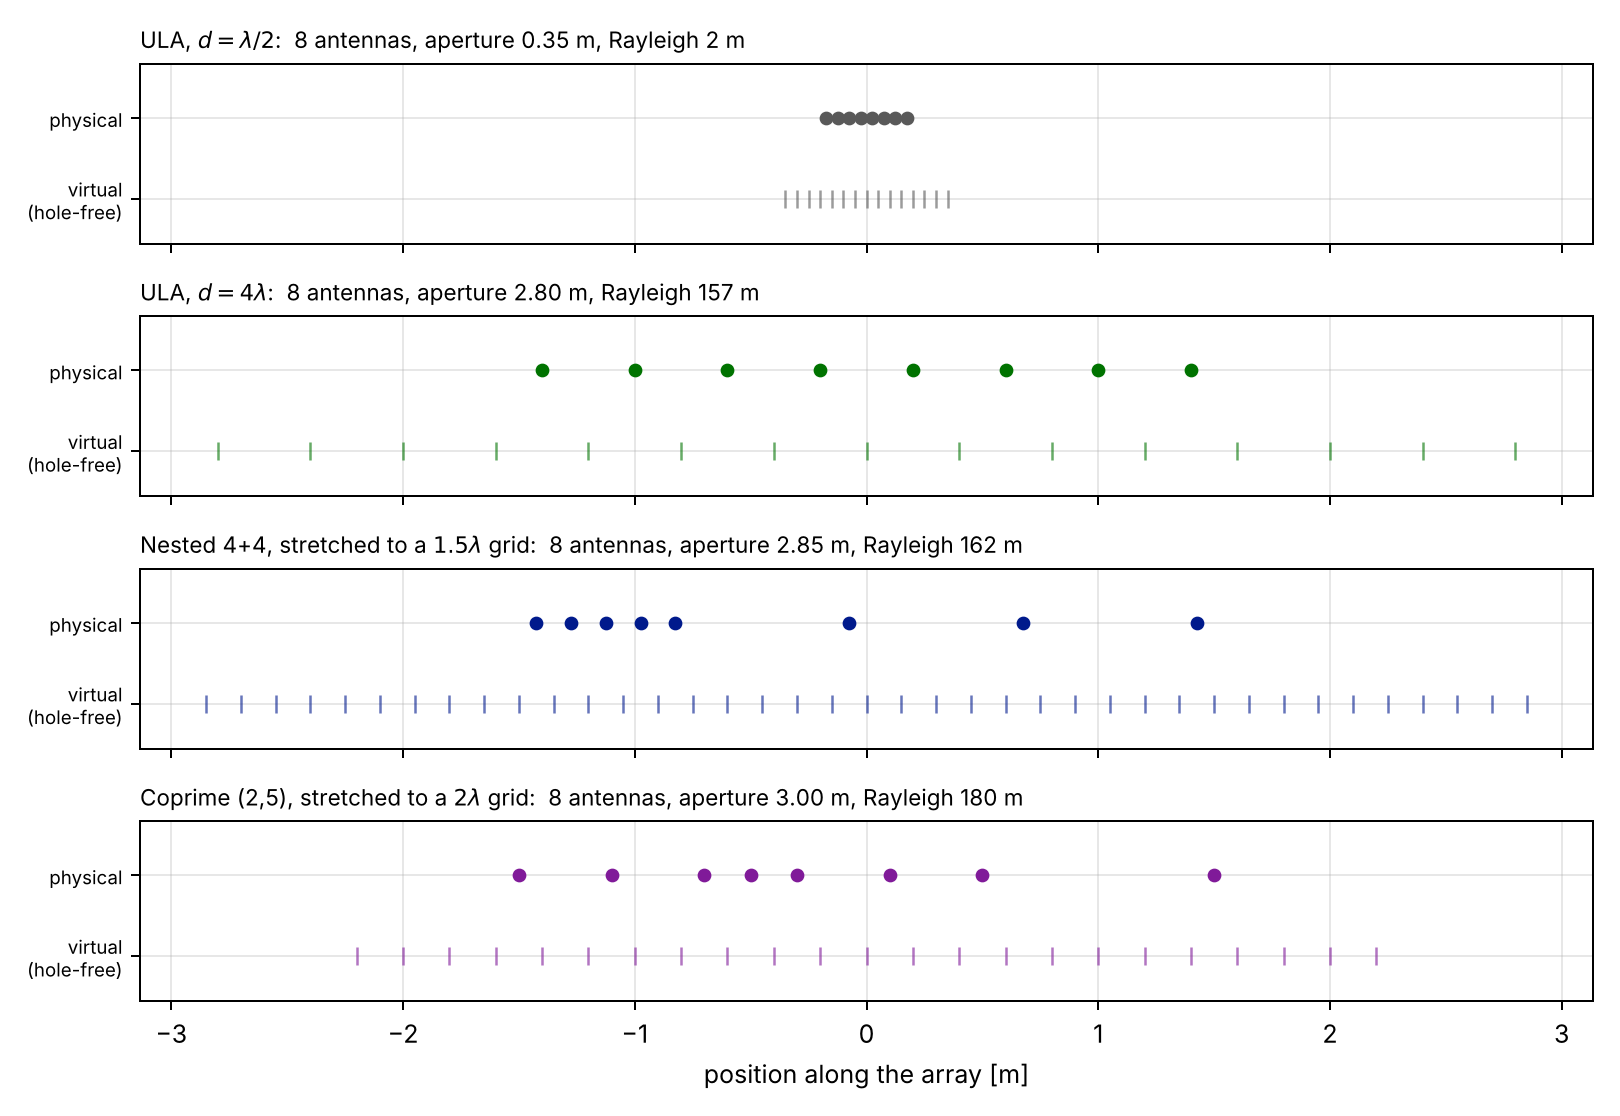 ULA, d = λ/2: 8 antennas, aperture 0.35 m, Rayleigh 2 m
physical
virtual
(hole-free)
ULA, d = 4λ: 8 antennas, aperture 2.80 m, Rayleigh 157 m
physical
virtual
(hole-free)
Nested 4+4, stretched to a 1.5λ grid: 8 antennas, aperture 2.85 m, Rayleigh 162 m
physical
virtual
(hole-free)
Coprime (2,5), stretched to a 2λ grid: 8 antennas, aperture 3.00 m, Rayleigh 180 m
physical
virtual
(hole-free)
−3 −2 −1 0 1 2 3
position along the array [m]